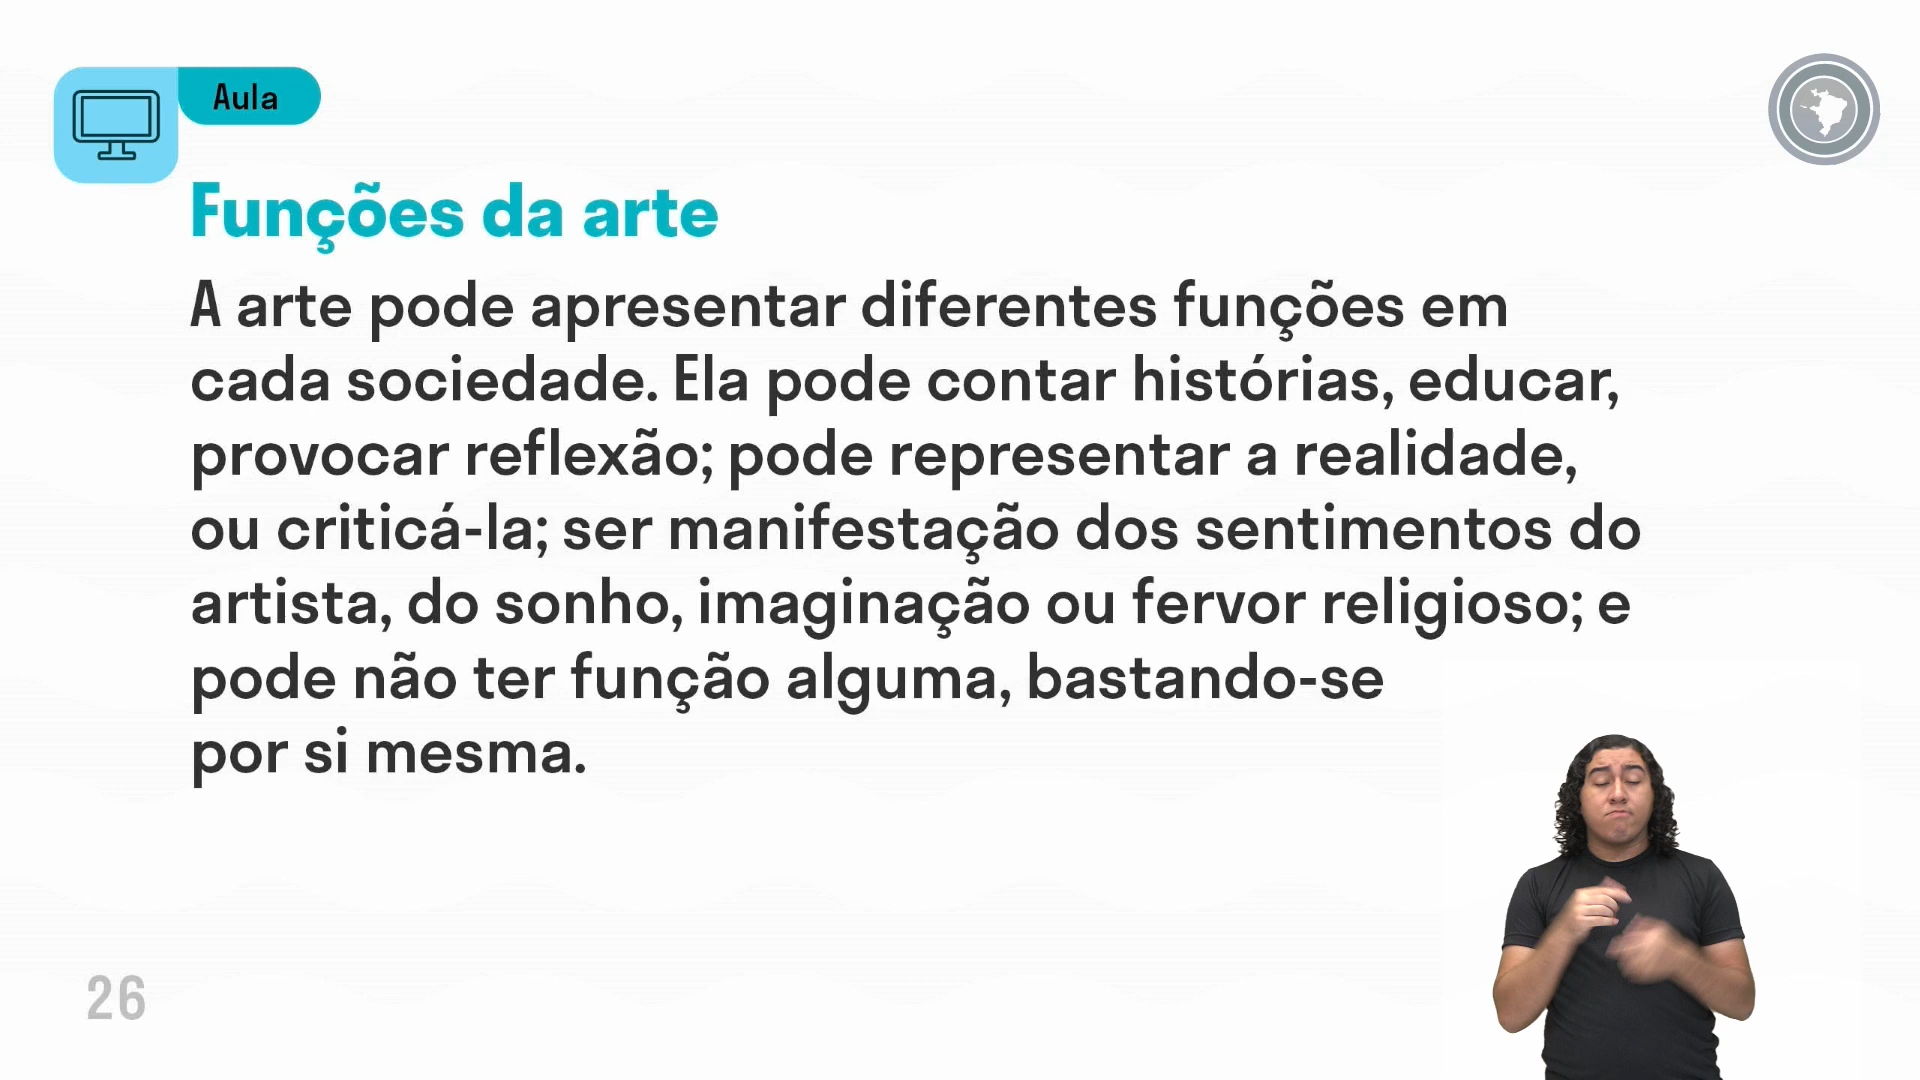 Aula
Funções da arte
A arte pode apresentar diferentes funções em
cada sociedade. Ela pode contar histórias, educar,
provocar reflexão; pode representar a realidade,
ou criticá-la; ser manifestação dos sentimentos do
artista, do sonho, imaginação ou fervor religioso; e
pode não ter função alguma, bastando-se
por si mesma.
26